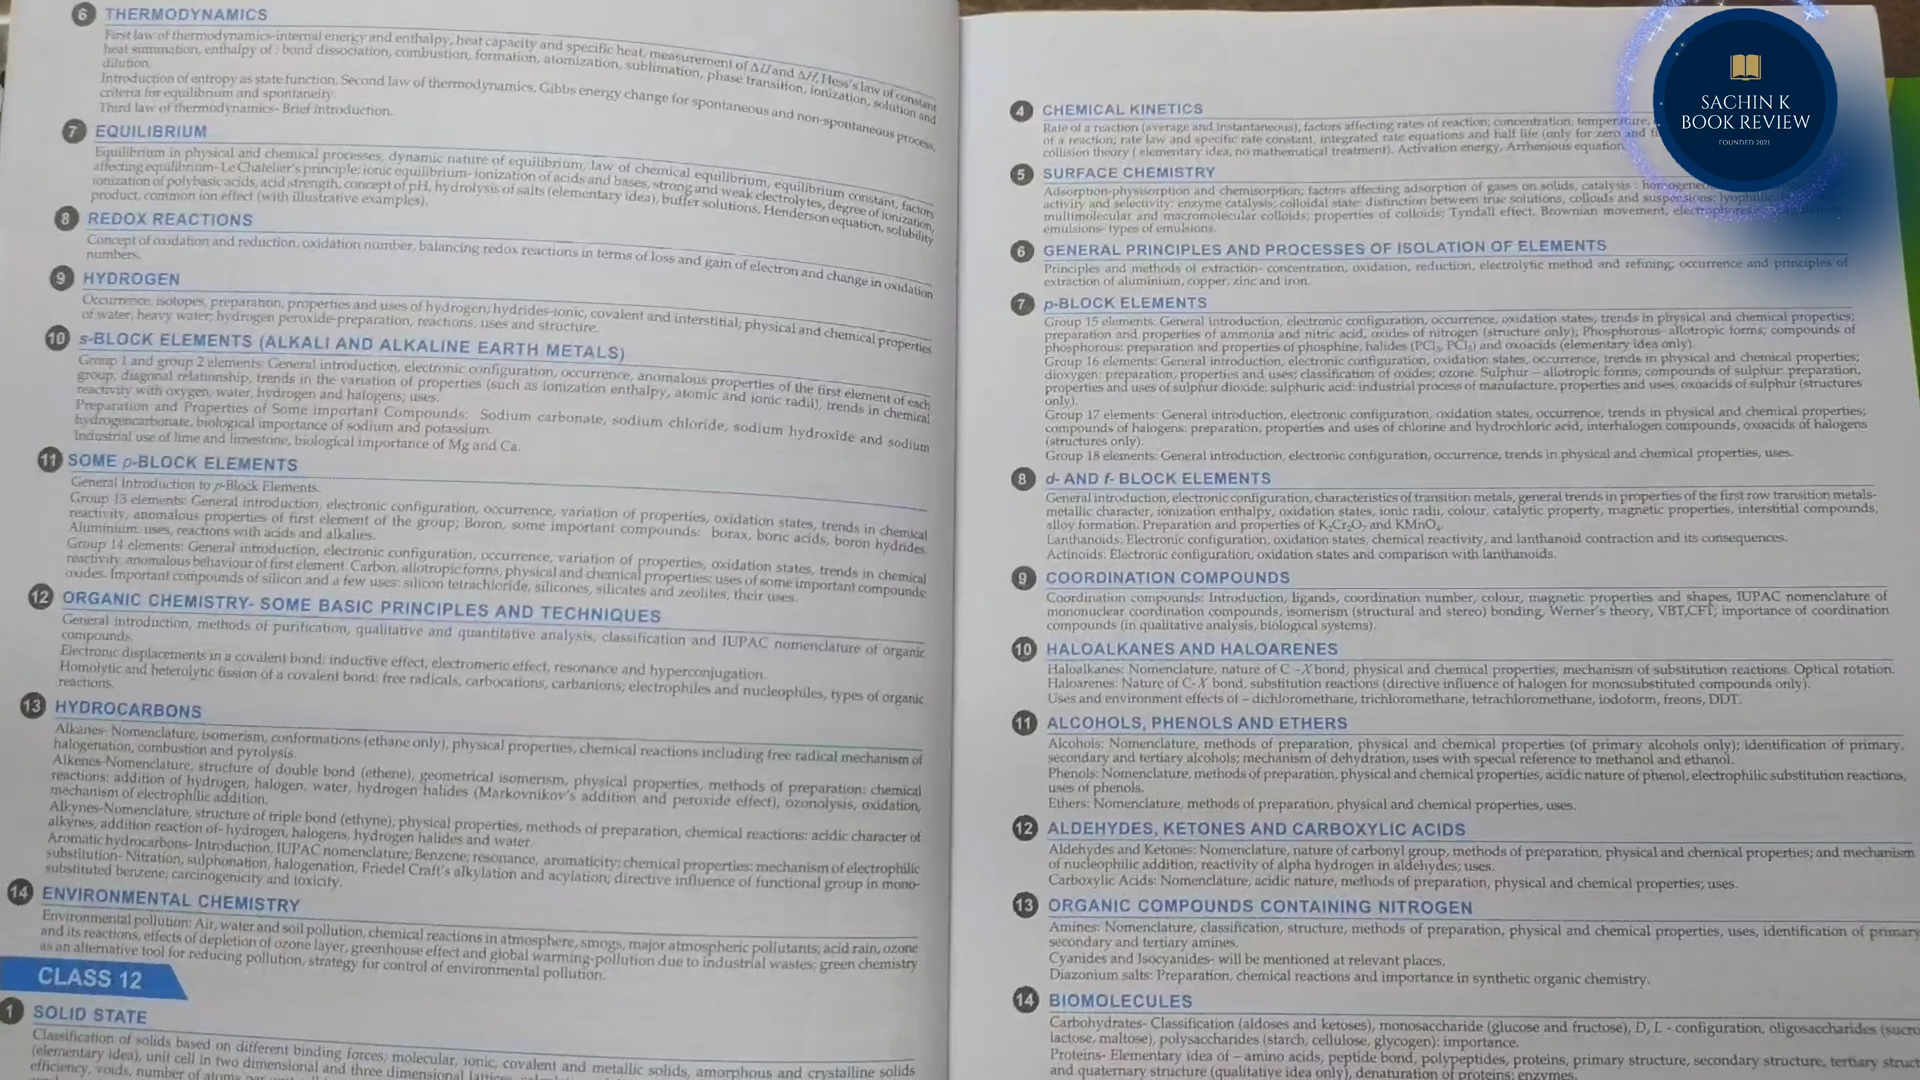 6 THERMODYNAMICS
First law of thermodynamics-internal energy and enthalpy, heat capacity and specific heat, measurement of ΔU and ΔH, Hess's law of constant
heat summation, enthalpy of : bond dissociation, combustion, formation, atomization, sublimation, phase transition, ionization, solution and
dilution.
Introduction of entropy as state function, Second law of thermodynamics, Gibbs energy change for spontaneous and non-spontaneous process,
criteria for equilibrium and spontaneity.
Third law of thermodynamics- Brief introduction.
7 EQUILIBRIUM
Equilibrium in physical and chemical processes, dynamic nature of equilibrium, law of chemical equilibrium, equilibrium constant, factors
affecting equilibrium- Le Chatelier's principle; ionic equilibrium- ionization of acids and bases, strong and weak electrolytes, degree of ionization,
ionization of polybasic acids, acid strength, concept of pH, hydrolysis of salts (elementary idea), buffer solutions, Henderson equation, solubility
product, common ion effect (with illustrative examples).
8 REDOX REACTIONS
Concept of oxidation and reduction, oxidation number, balancing redox reactions in terms of loss and gain of electron and change in oxidation
numbers.
9 HYDROGEN
Occurrence, isotopes, preparation, properties and uses of hydrogen; hydrides-ionic, covalent and interstitial; physical and chemical properties
of water, heavy water; hydrogen peroxide-preparation, reactions, uses and structure.
10 s-BLOCK ELEMENTS (ALKALI AND ALKALINE EARTH METALS)
Group 1 and group 2 elements: General introduction, electronic configuration, occurrence, anomalous properties of the first element of each
group, diagonal relationship, trends in the variation of properties (such as ionization enthalpy, atomic and ionic radii), trends in chemical
reactivity with oxygen, water, hydrogen and halogens; uses.
Preparation and Properties of Some important Compounds: Sodium carbonate, sodium chloride, sodium hydroxide and sodium
hydrogencarbonate, biological importance of sodium and potassium.
Industrial use of lime and limestone, biological importance of Mg and Ca.
11 SOME p-BLOCK ELEMENTS
General Introduction to p-Block Elements.
Group 13 elements: General introduction, electronic configuration, occurrence, variation of properties, oxidation states, trends in chemical
reactivity, anomalous properties of first element of the group; Boron, some important compounds: borax, boric acids, boron hydrides.
Aluminium: uses, reactions with acids and alkalies.
Group 14 elements: General introduction, electronic configuration, occurrence, variation of properties, oxidation states, trends in chemical
reactivity, anomalous behaviour of first element. Carbon, allotropic forms, physical and chemical properties: uses of some important compounds:
oxides. Important compounds of silicon and a few uses: silicon tetrachloride, silicones, silicates and zeolites, their uses.
12 ORGANIC CHEMISTRY- SOME BASIC PRINCIPLES AND TECHNIQUES
General introduction, methods of purification, qualitative and quantitative analysis, classification and IUPAC nomenclature of organic
compounds.
Electronic displacements in a covalent bond: inductive effect, electromeric effect, resonance and hyperconjugation.
Homolytic and heterolytic fission of a covalent bond: free radicals, carbocations, carbanions; electrophiles and nucleophiles, types of organic
reactions.
13 HYDROCARBONS
Alkanes- Nomenclature, isomerism, conformations (ethane only), physical properties, chemical reactions including free radical mechanism of
halogenation, combustion and pyrolysis.
Alkenes-Nomenclature, structure of double bond (ethene), geometrical isomerism, physical properties, methods of preparation: chemical
reactions: addition of hydrogen, halogen, water, hydrogen halides (Markovnikov's addition and peroxide effect), ozonolysis, oxidation,
mechanism of electrophilic addition.
Alkynes-Nomenclature, structure of triple bond (ethyne), physical properties, methods of preparation, chemical reactions: acidic character of
alkynes, addition reaction of- hydrogen, halogens, hydrogen halides and water.
Aromatic hydrocarbons- Introduction, IUPAC nomenclature; Benzene; resonance, aromaticity; chemical properties: mechanism of electrophilic
substitution- Nitration, sulphonation, halogenation, Friedel Craft's alkylation and acylation; directive influence of functional group in mono-
substituted benzene; carcinogenicity and toxicity.
14 ENVIRONMENTAL CHEMISTRY
Environmental pollution: Air, water and soil pollution, chemical reactions in atmosphere, smogs, major atmospheric pollutants; acid rain, ozone
and its reactions, effects of depletion of ozone layer, greenhouse effect and global warming-pollution due to industrial wastes; green chemistry
as an alternative tool for reducing pollution, strategy for control of environmental pollution.
CLASS 12
1 SOLID STATE
Classification of solids based on different binding forces; molecular, ionic, covalent and metallic solids, amorphous and crystalline solids
(elementary idea), unit cell in two dimensional and three dimensional
efficiency, voids, number of atoms
4 CHEMICAL KINETICS
Rate of a reaction (average and instantaneous), factors affecting rates of reaction; concentration, temperature,
of a reaction; rate law and specific rate constant, integrated rate equations and half life (only for zero and
collision theory ( elementary idea, no mathematical treatment). Activation energy, Arrhenious equation.
5 SURFACE CHEMISTRY
Adsorption-physisorption and chemisorption; factors affecting adsorption of gases on solids, catalysis :
activity and selectivity: enzyme catalysis; colloidal state: distinction between true solutions, colloids and suspensions;
multimolecular and macromolecular colloids; properties of colloids; Tyndall effect, Brownian movement,
emulsions- types of emulsions.
6 GENERAL PRINCIPLES AND PROCESSES OF ISOLATION OF ELEMENTS
Principles and methods of extraction- concentration, oxidation, reduction, electrolytic method and refining; occurrence and principles of
extraction of aluminium, copper, zinc and iron.
7 p-BLOCK ELEMENTS
Group 15 elements: General introduction, electronic configuration, occurrence, oxidation states, trends in physical and chemical properties;
preparation and properties of ammonia and nitric acid, oxides of nitrogen (structure only); Phosphorous- allotropic forms; compounds of
phosphorous: preparation and properties of phosphine, halides (PCl₃, PCl₅) and oxoacids (elementary idea only).
Group 16 elements: General introduction, electronic configuration, oxidation states, occurrence, trends in physical and chemical properties;
dioxygen: preparation, properties and uses; classification of oxides; ozone. Sulphur – allotropic forms; compounds of sulphur: preparation,
properties and uses of sulphur dioxide; sulphuric acid: industrial process of manufacture, properties and uses, oxoacids of sulphur (structures
only).
Group 17 elements: General introduction, electronic configuration, oxidation states, occurrence, trends in physical and chemical properties;
compounds of halogens: preparation, properties and uses of chlorine and hydrochloric acid, interhalogen compounds, oxoacids of halogens
(structures only).
Group 18 elements: General introduction, electronic configuration, occurrence, trends in physical and chemical properties, uses.
8 d- AND f- BLOCK ELEMENTS
General introduction, electronic configuration, characteristics of transition metals, general trends in properties of the first row transition metals-
metallic character, ionization enthalpy, oxidation states, ionic radii, colour, catalytic property, magnetic properties, interstitial compounds,
alloy formation. Preparation and properties of K₂Cr₂O₇ and KMnO₄.
Lanthanoids: Electronic configuration, oxidation states, chemical reactivity, and lanthanoid contraction and its consequences.
Actinoids: Electronic configuration, oxidation states and comparison with lanthanoids.
9 COORDINATION COMPOUNDS
Coordination compounds: Introduction, ligands, coordination number, colour, magnetic properties and shapes, IUPAC nomenclature of
mononuclear coordination compounds, isomerism (structural and stereo) bonding, Werner's theory, VBT,CFT; importance of coordination
compounds (in qualitative analysis, biological systems).
10 HALOALKANES AND HALOARENES
Haloalkanes: Nomenclature, nature of C –X bond, physical and chemical properties, mechanism of substitution reactions. Optical rotation.
Haloarenes: Nature of C-X bond, substitution reactions (directive influence of halogen for monosubstituted compounds only).
Uses and environment effects of – dichloromethane, trichloromethane, tetrachloromethane, iodoform, freons, DDT.
11 ALCOHOLS, PHENOLS AND ETHERS
Alcohols: Nomenclature, methods of preparation, physical and chemical properties (of primary alcohols only); identification of primary,
secondary and tertiary alcohols; mechanism of dehydration, uses with special reference to methanol and ethanol.
Phenols: Nomenclature, methods of preparation, physical and chemical properties, acidic nature of phenol, electrophilic substitution reactions,
uses of phenols.
Ethers: Nomenclature, methods of preparation, physical and chemical properties, uses.
12 ALDEHYDES, KETONES AND CARBOXYLIC ACIDS
Aldehydes and Ketones: Nomenclature, nature of carbonyl group, methods of preparation, physical and chemical properties; and mechanism
of nucleophilic addition, reactivity of alpha hydrogen in aldehydes; uses.
Carboxylic Acids: Nomenclature, acidic nature, methods of preparation, physical and chemical properties; uses.
13 ORGANIC COMPOUNDS CONTAINING NITROGEN
Amines: Nomenclature, classification, structure, methods of preparation, physical and chemical properties, uses, identification of primary
secondary and tertiary amines.
Cyanides and Isocyanides- will be mentioned at relevant places,
Diazonium salts: Preparation, chemical reactions and importance in synthetic organic chemistry.
14 BIOMOLECULES
Carbohydrates- Classification (aldoses and ketoses), monosaccharide (glucose and fructose), D, L - configuration, oligosaccharides
lactose, maltose), polysaccharides (starch, cellulose, glycogen): importance.
Proteins- Elementary idea of – amino acids, peptide bond, polypeptides, proteins, primary structure, secondary structure, tertiary
and quaternary structure (qualitative idea only), denaturation of proteins; enzymes.
SACHIN K
BOOK REVIEW
FOUNDED 2021